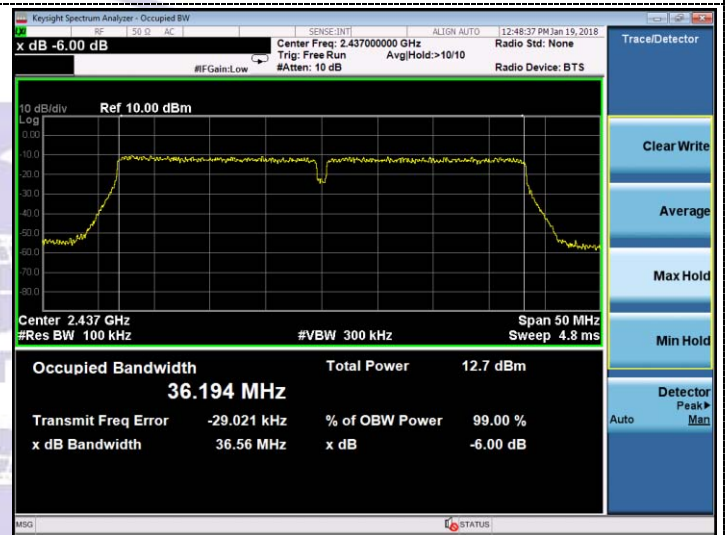 Keysight Spectrum Analyzer - Occupied BW
RF 50 Ω AC SENSE:INT ALIGN AUTO 12:48:37 PM Jan 19, 2018
x dB -6.00 dB Center Freq: 2.437000000 GHz Radio Std: None
Trig: Free Run Avg|Hold:>10/10
#IFGain:Low #Atten: 10 dB Radio Device: BTS
Trace/Detector
10 dB/div Ref 10.00 dBm
Log
0.00
-10.0
-20.0
-30.0
-40.0
-50.0
-60.0
-70.0
-80.0
Center 2.437 GHz Span 50 MHz
#Res BW 100 kHz #VBW 300 kHz Sweep 4.8 ms
Occupied Bandwidth Total Power 12.7 dBm
36.194 MHz
Transmit Freq Error -29.021 kHz % of OBW Power 99.00 %
x dB Bandwidth 36.56 MHz x dB -6.00 dB
Clear Write
Average
Max Hold
Min Hold
Detector
Peak▶
Auto Man
MSG STATUS